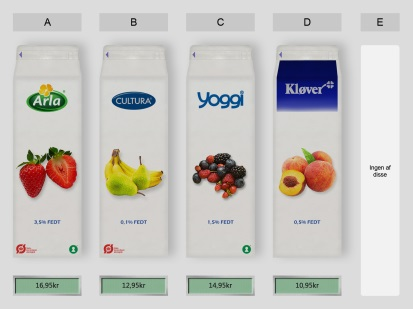 A B C D E
Arla CULTURA Yoggi Kløver
Ingen af
disse
3,5% FEDT 0,1% FEDT 1,5% FEDT 0,5% FEDT
16,95kr 12,95kr 14,95kr 10,95kr